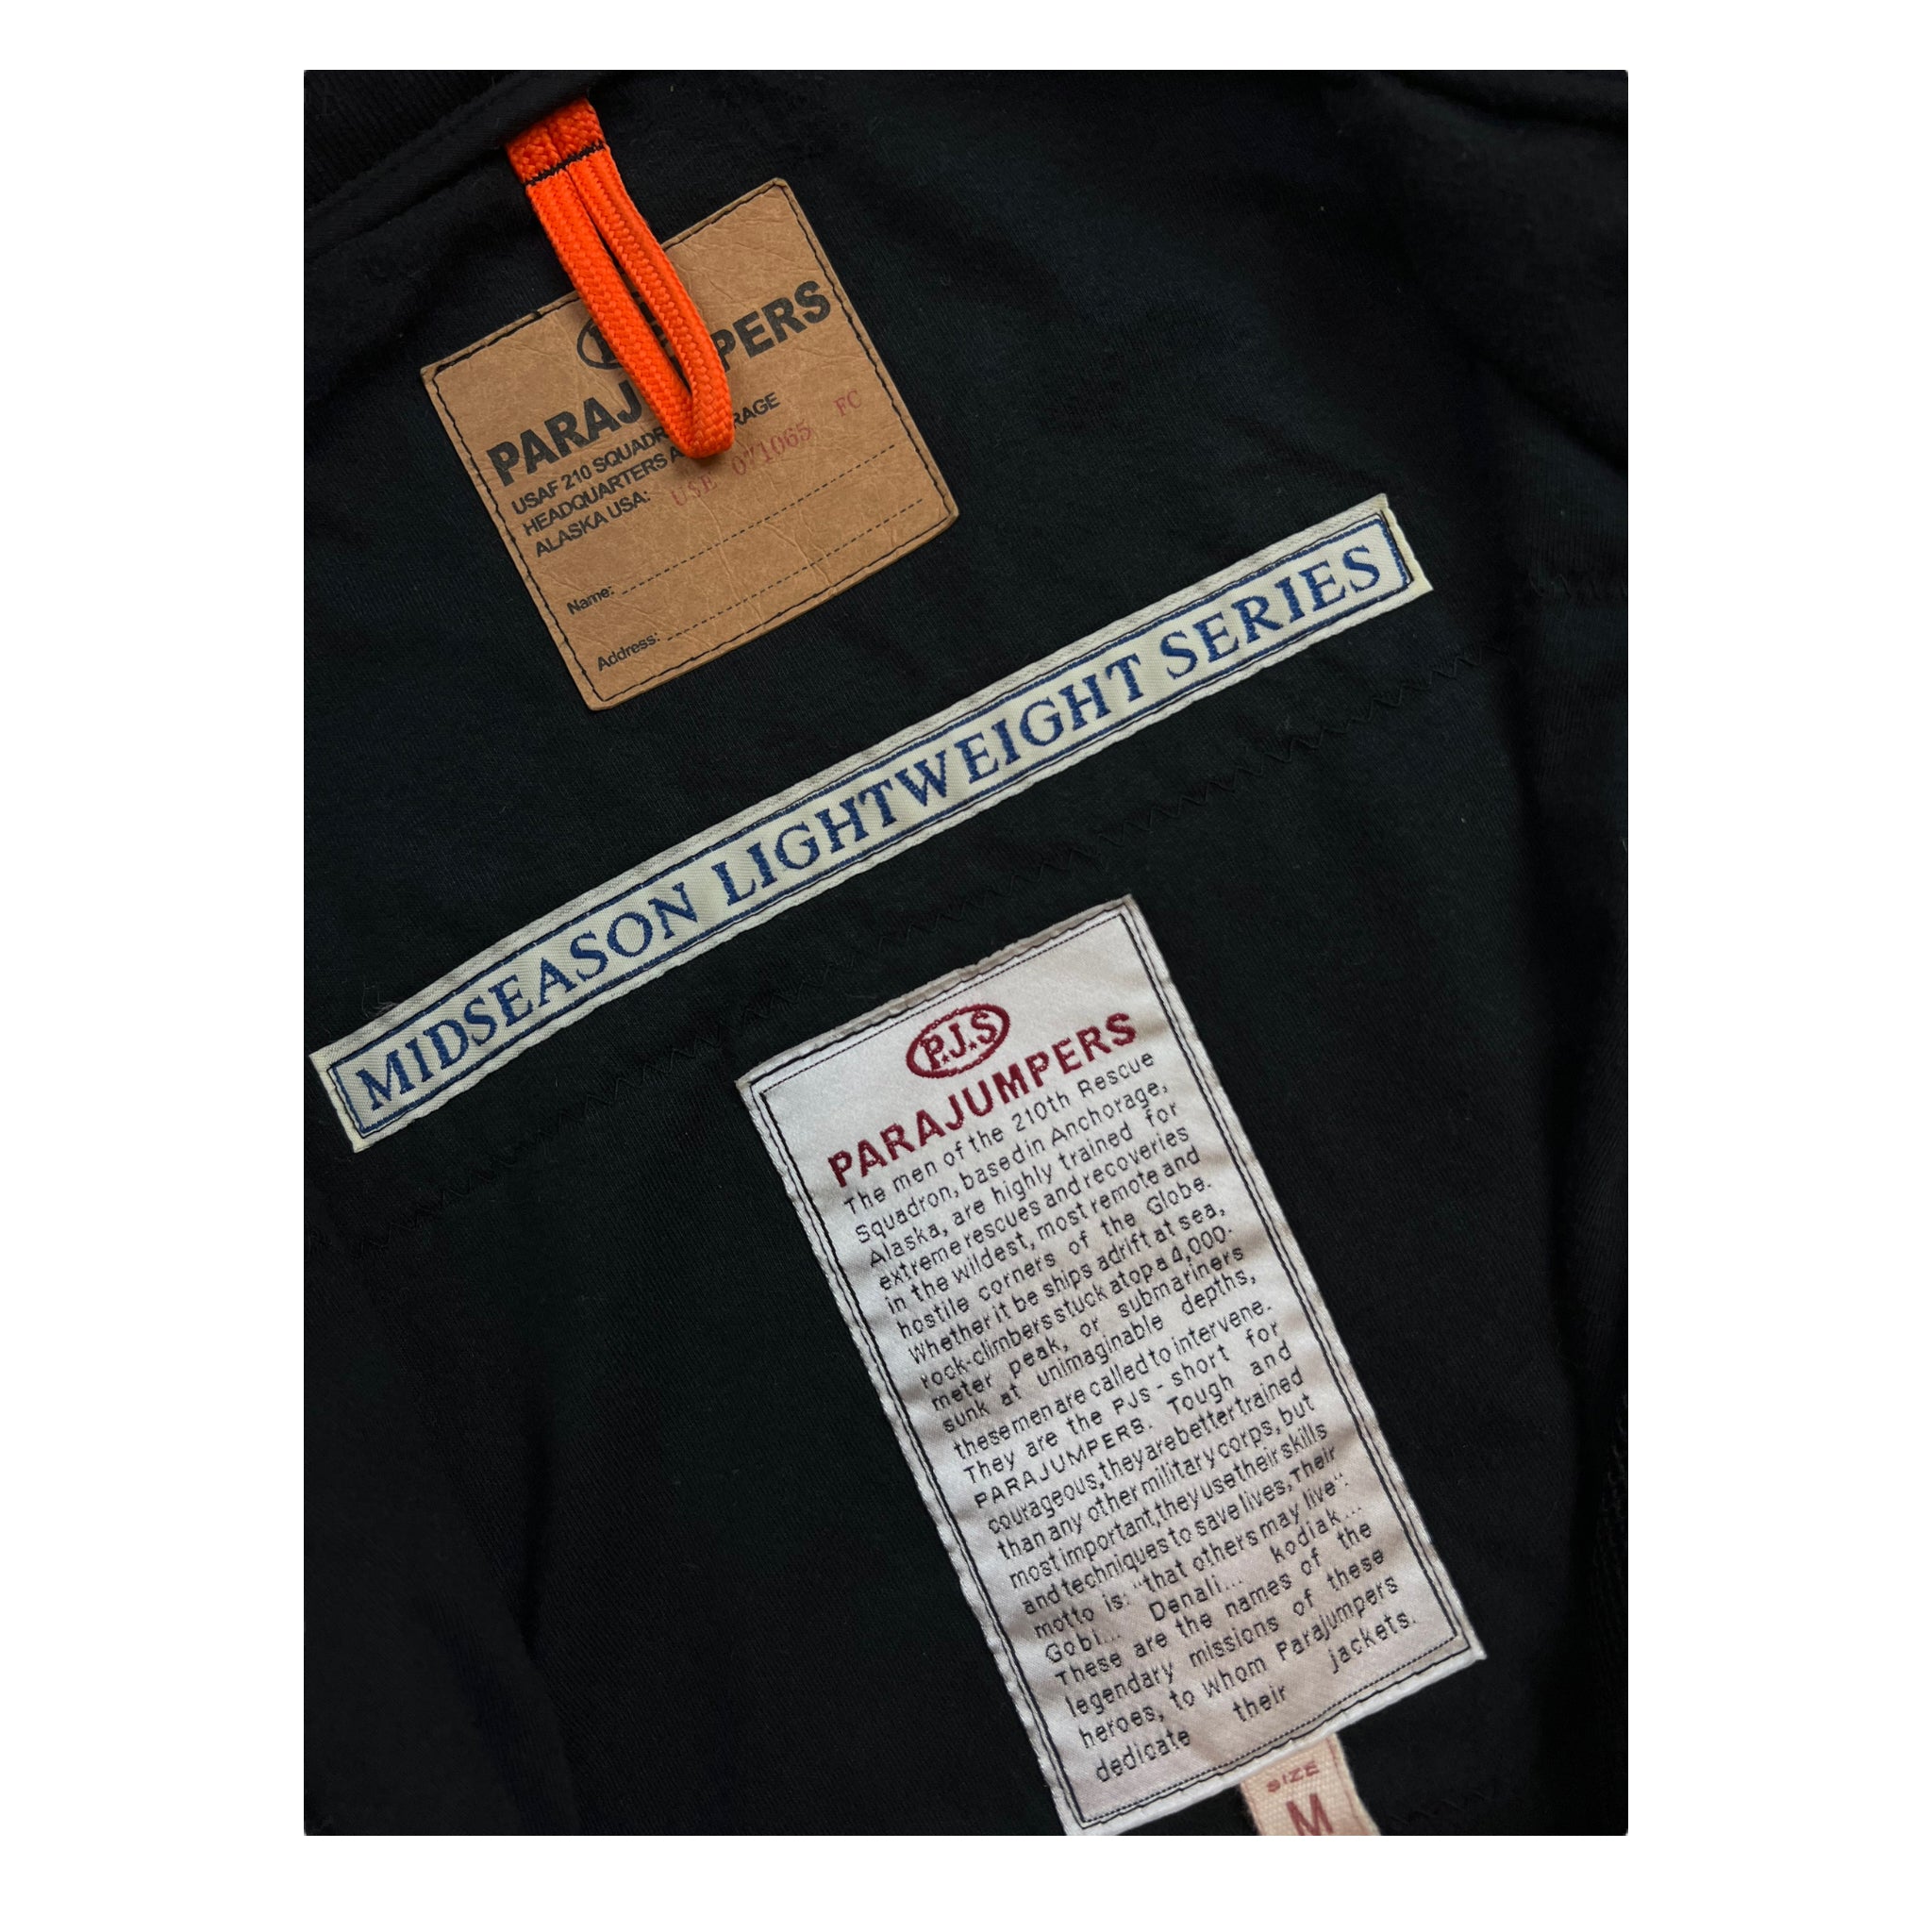 PARAJ PERS
USAF 210 SQUADR RAGE
HEADQUARTERS A
ALASKA USA: USE 071065 FC
Name:
Address:
MIDSEASON LIGHTWEIGHT SERIES
P.J.S
PARAJUMPERS
The men of the 210th Rescue
Squadron, based in Anchorage,
Alaska, are highly trained for
extreme rescues and recoveries
in the wildest, most remote and
hostile corners of the Globe.
Whether it be ships adrift at sea,
rock-climbers stuck atop a 4,000-
meter peak, or submariners
sunk at unimaginable depths,
these men are called to intervene.
They are the PJs - short for
PARAJUMPERS. Tough and
courageous, they are better trained
than any other military corps, but
most important, they use their skills
and techniques to save lives, Their
motto is: "that others may live".
Gobi... Denali... kodiak...
These are the names of the
legendary missions of these
heroes, to whom Parajumpers
dedicate their jackets.
SIZE
M